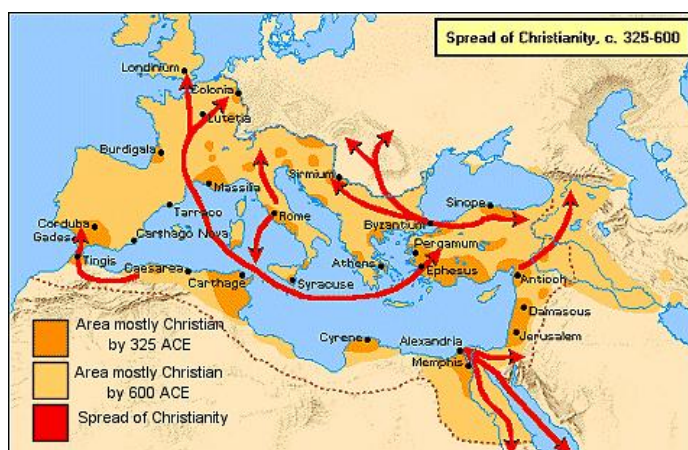 Spread of Christianity, c. 325-600
Londinium
Colonia
Lutetia
Burdigala
Sirmium
Massilia
Sinope
Tarraco
Rome
Byzantium
Corduba
Gades
Carthago Nova
Pergamum
Tingis
Athens
Ephesus
Caesarea
Carthage
Syracuse
Antioch
Damascus
Cyrene
Alexandria
Jerusalem
Memphis
Area mostly Christian
by 325 ACE
Area mostly Christian
by 600 ACE
Spread of Christianity